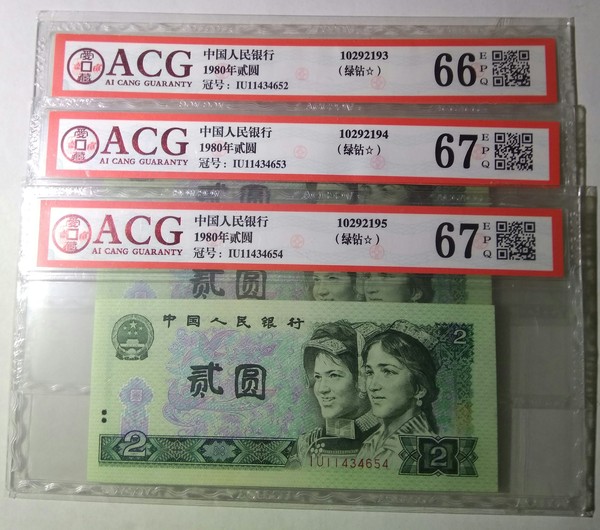 ACG
AI CANG GUARANTY
中国人民银行
1980年贰圆
冠号：IU11434652
10292193
（绿钻☆）
66
EPQ
ACG
AI CANG GUARANTY
中国人民银行
1980年贰圆
冠号：IU11434653
10292194
（绿钻☆）
67
EPQ
ACG
AI CANG GUARANTY
中国人民银行
1980年贰圆
冠号：IU11434654
10292195
（绿钻☆）
67
EPQ
贰圆
中国人民银行
2
贰圆
IU11434654
2
2